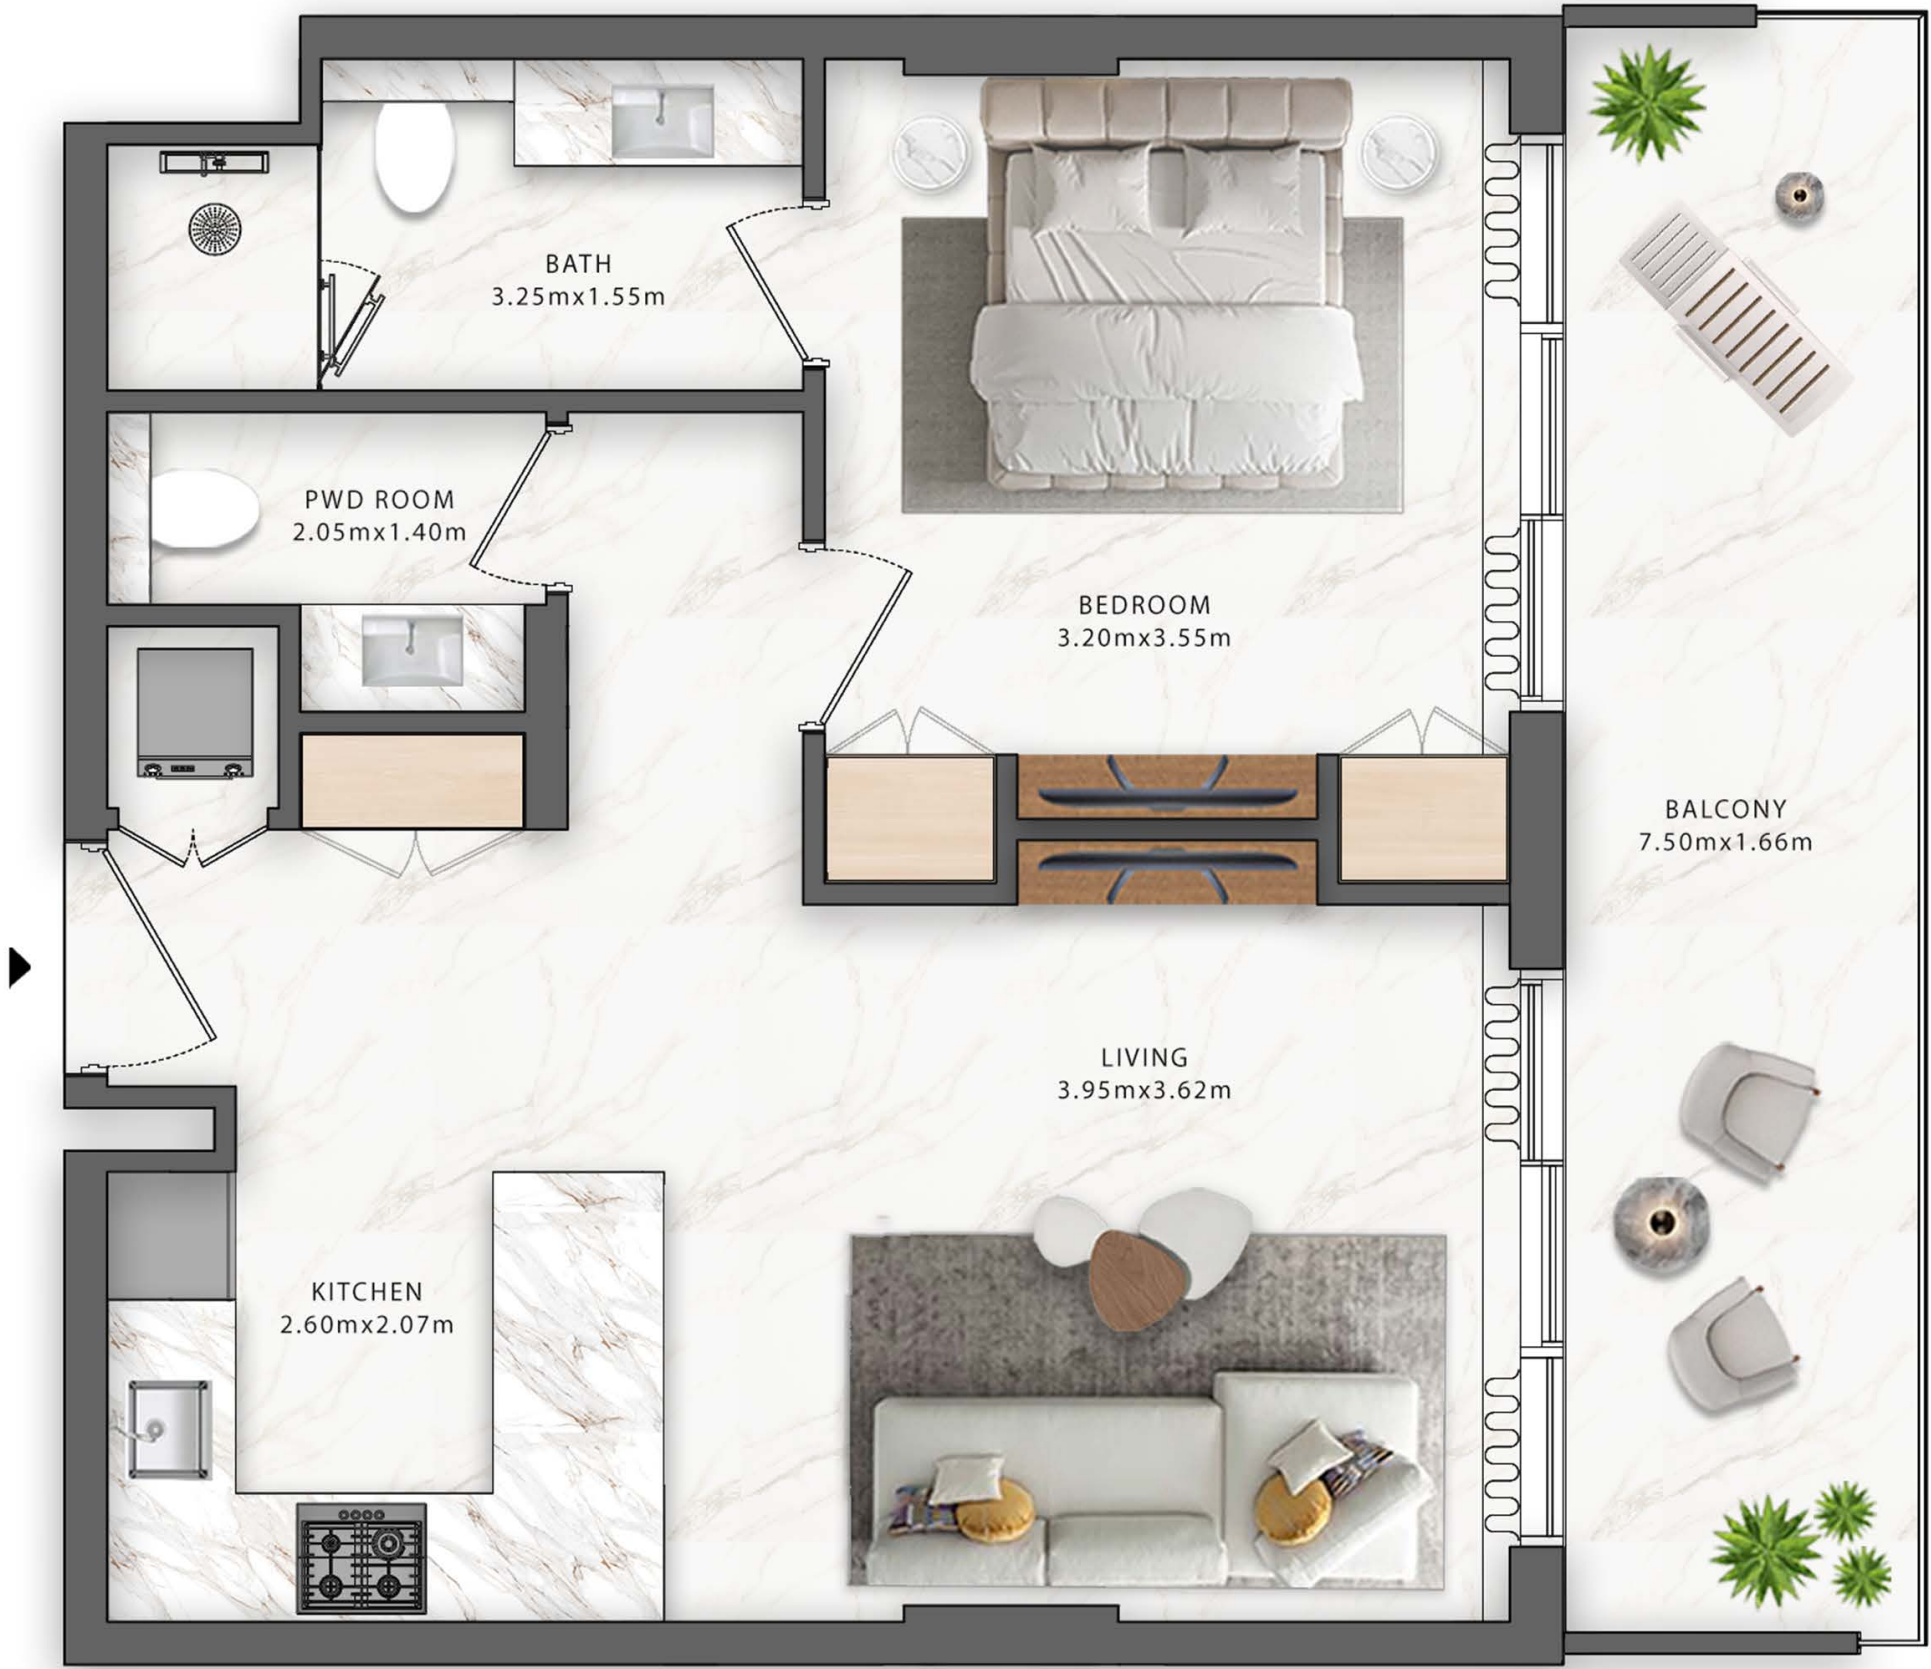 BATH
3.25mx1.55m
PWD ROOM
2.05mx1.40m
BEDROOM
3.20mx3.55m
BALCONY
7.50mx1.66m
LIVING
3.95mx3.62m
KITCHEN
2.60mx2.07m